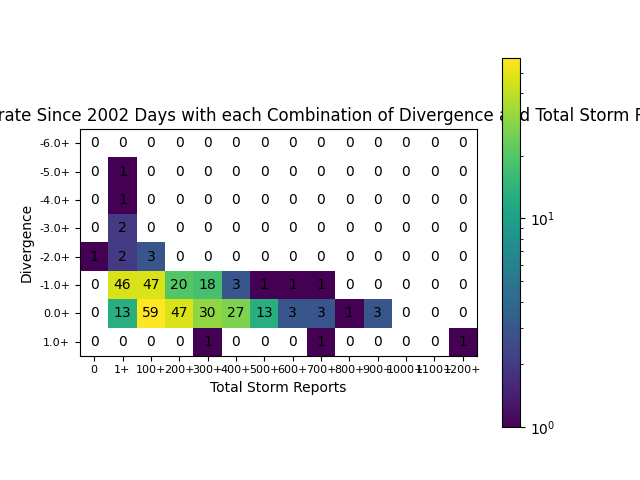 rate Since 2002 Days with each Combination of Divergence and Total Storm R
-6.0+ 0 0 0 0 0 0 0 0 0 0 0 0 0 0
-5.0+ 0 1 0 0 0 0 0 0 0 0 0 0 0 0
-4.0+ 0 1 0 0 0 0 0 0 0 0 0 0 0 0
-3.0+ 0 2 0 0 0 0 0 0 0 0 0 0 0 0
-2.0+ 1 2 3 0 0 0 0 0 0 0 0 0 0 0
-1.0+ 0 46 47 20 18 3 1 1 1 0 0 0 0 0
0.0+ 0 13 59 47 30 27 13 3 3 1 3 0 0 0
1.0+ 0 0 0 0 1 0 0 0 1 0 0 0 0 1
0 1+ 100+ 200+ 300+ 400+ 500+ 600+ 700+ 800+ 900+ 1000+ 1100+ 1200+
Total Storm Reports
Divergence
10^1
10^0